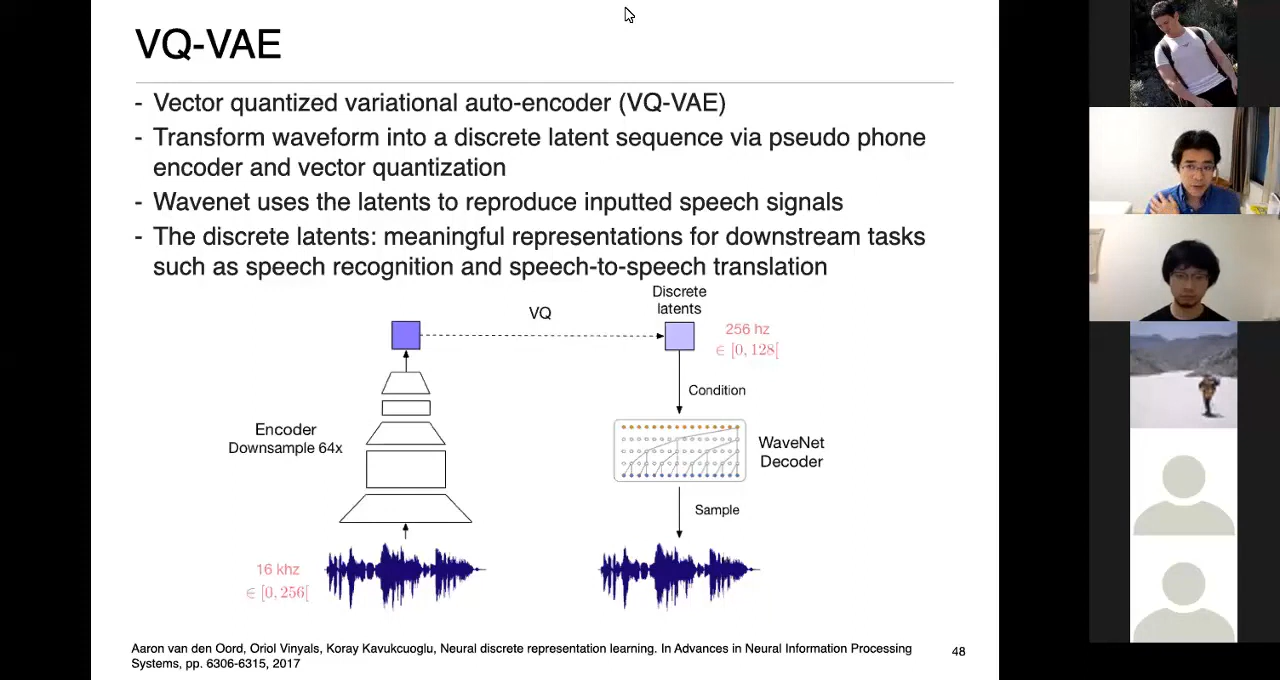 VQ-VAE
- Vector quantized variational auto-encoder (VQ-VAE)
- Transform waveform into a discrete latent sequence via pseudo phone
encoder and vector quantization
- Wavenet uses the latents to reproduce inputted speech signals
- The discrete latents: meaningful representations for downstream tasks
such as speech recognition and speech-to-speech translation
Discrete
latents
VQ
256 hz
∈ [0, 128[
Condition
Encoder
Downsample 64x
WaveNet
Decoder
Sample
16 khz
∈ [0, 256[
Aaron van den Oord, Oriol Vinyals, Koray Kavukcuoglu, Neural discrete representation learning. In Advances in Neural Information Processing
Systems, pp. 6306-6315, 2017
48